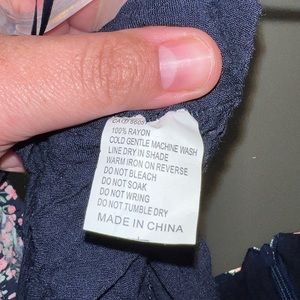 100% RAYON
COLD GENTLE MACHINE WASH
LINE DRY IN SHADE
WARM IRON ON REVERSE
DO NOT BLEACH
DO NOT SOAK
DO NOT WRING
DO NOT TUMBLE DRY
MADE IN CHINA